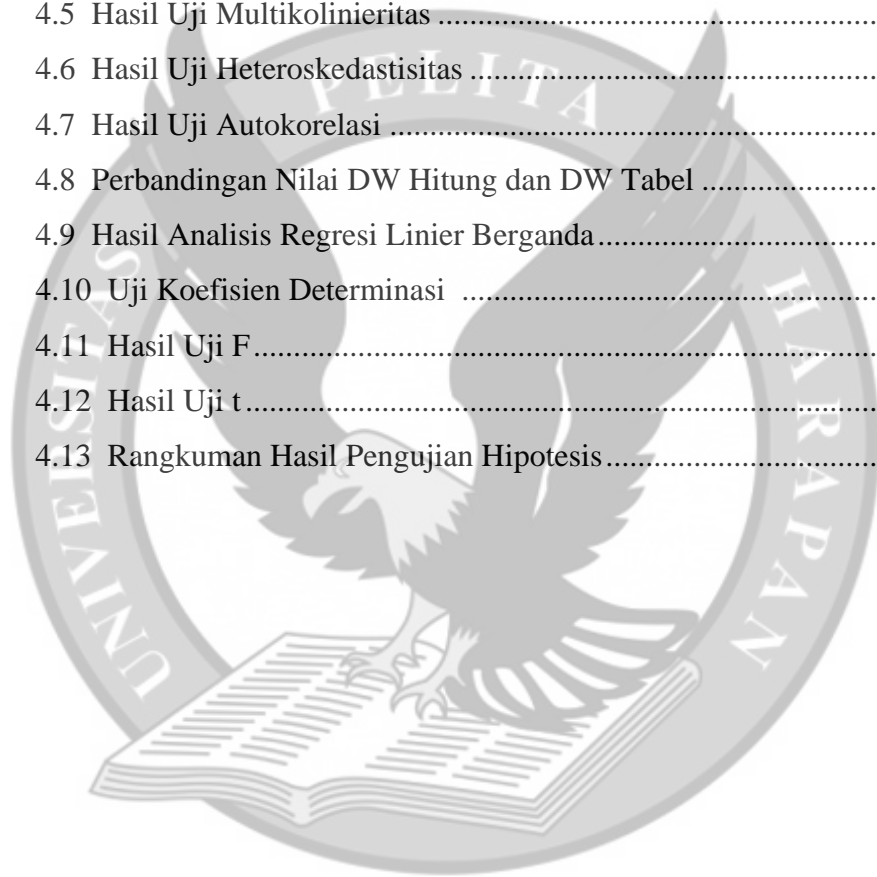 4.5 Hasil Uji Multikolinieritas ......................................................
4.6 Hasil Uji Heteroskedastisitas ..................................................
4.7 Hasil Uji Autokorelasi ............................................................
4.8 Perbandingan Nilai DW Hitung dan DW Tabel ......................
4.9 Hasil Analisis Regresi Linier Berganda...................................
4.10 Uji Koefisien Determinasi ....................................................
4.11 Hasil Uji F..............................................................................
4.12 Hasil Uji t...............................................................................
4.13 Rangkuman Hasil Pengujian Hipotesis..................................
UNIVERSITAS PELITA HARAPAN